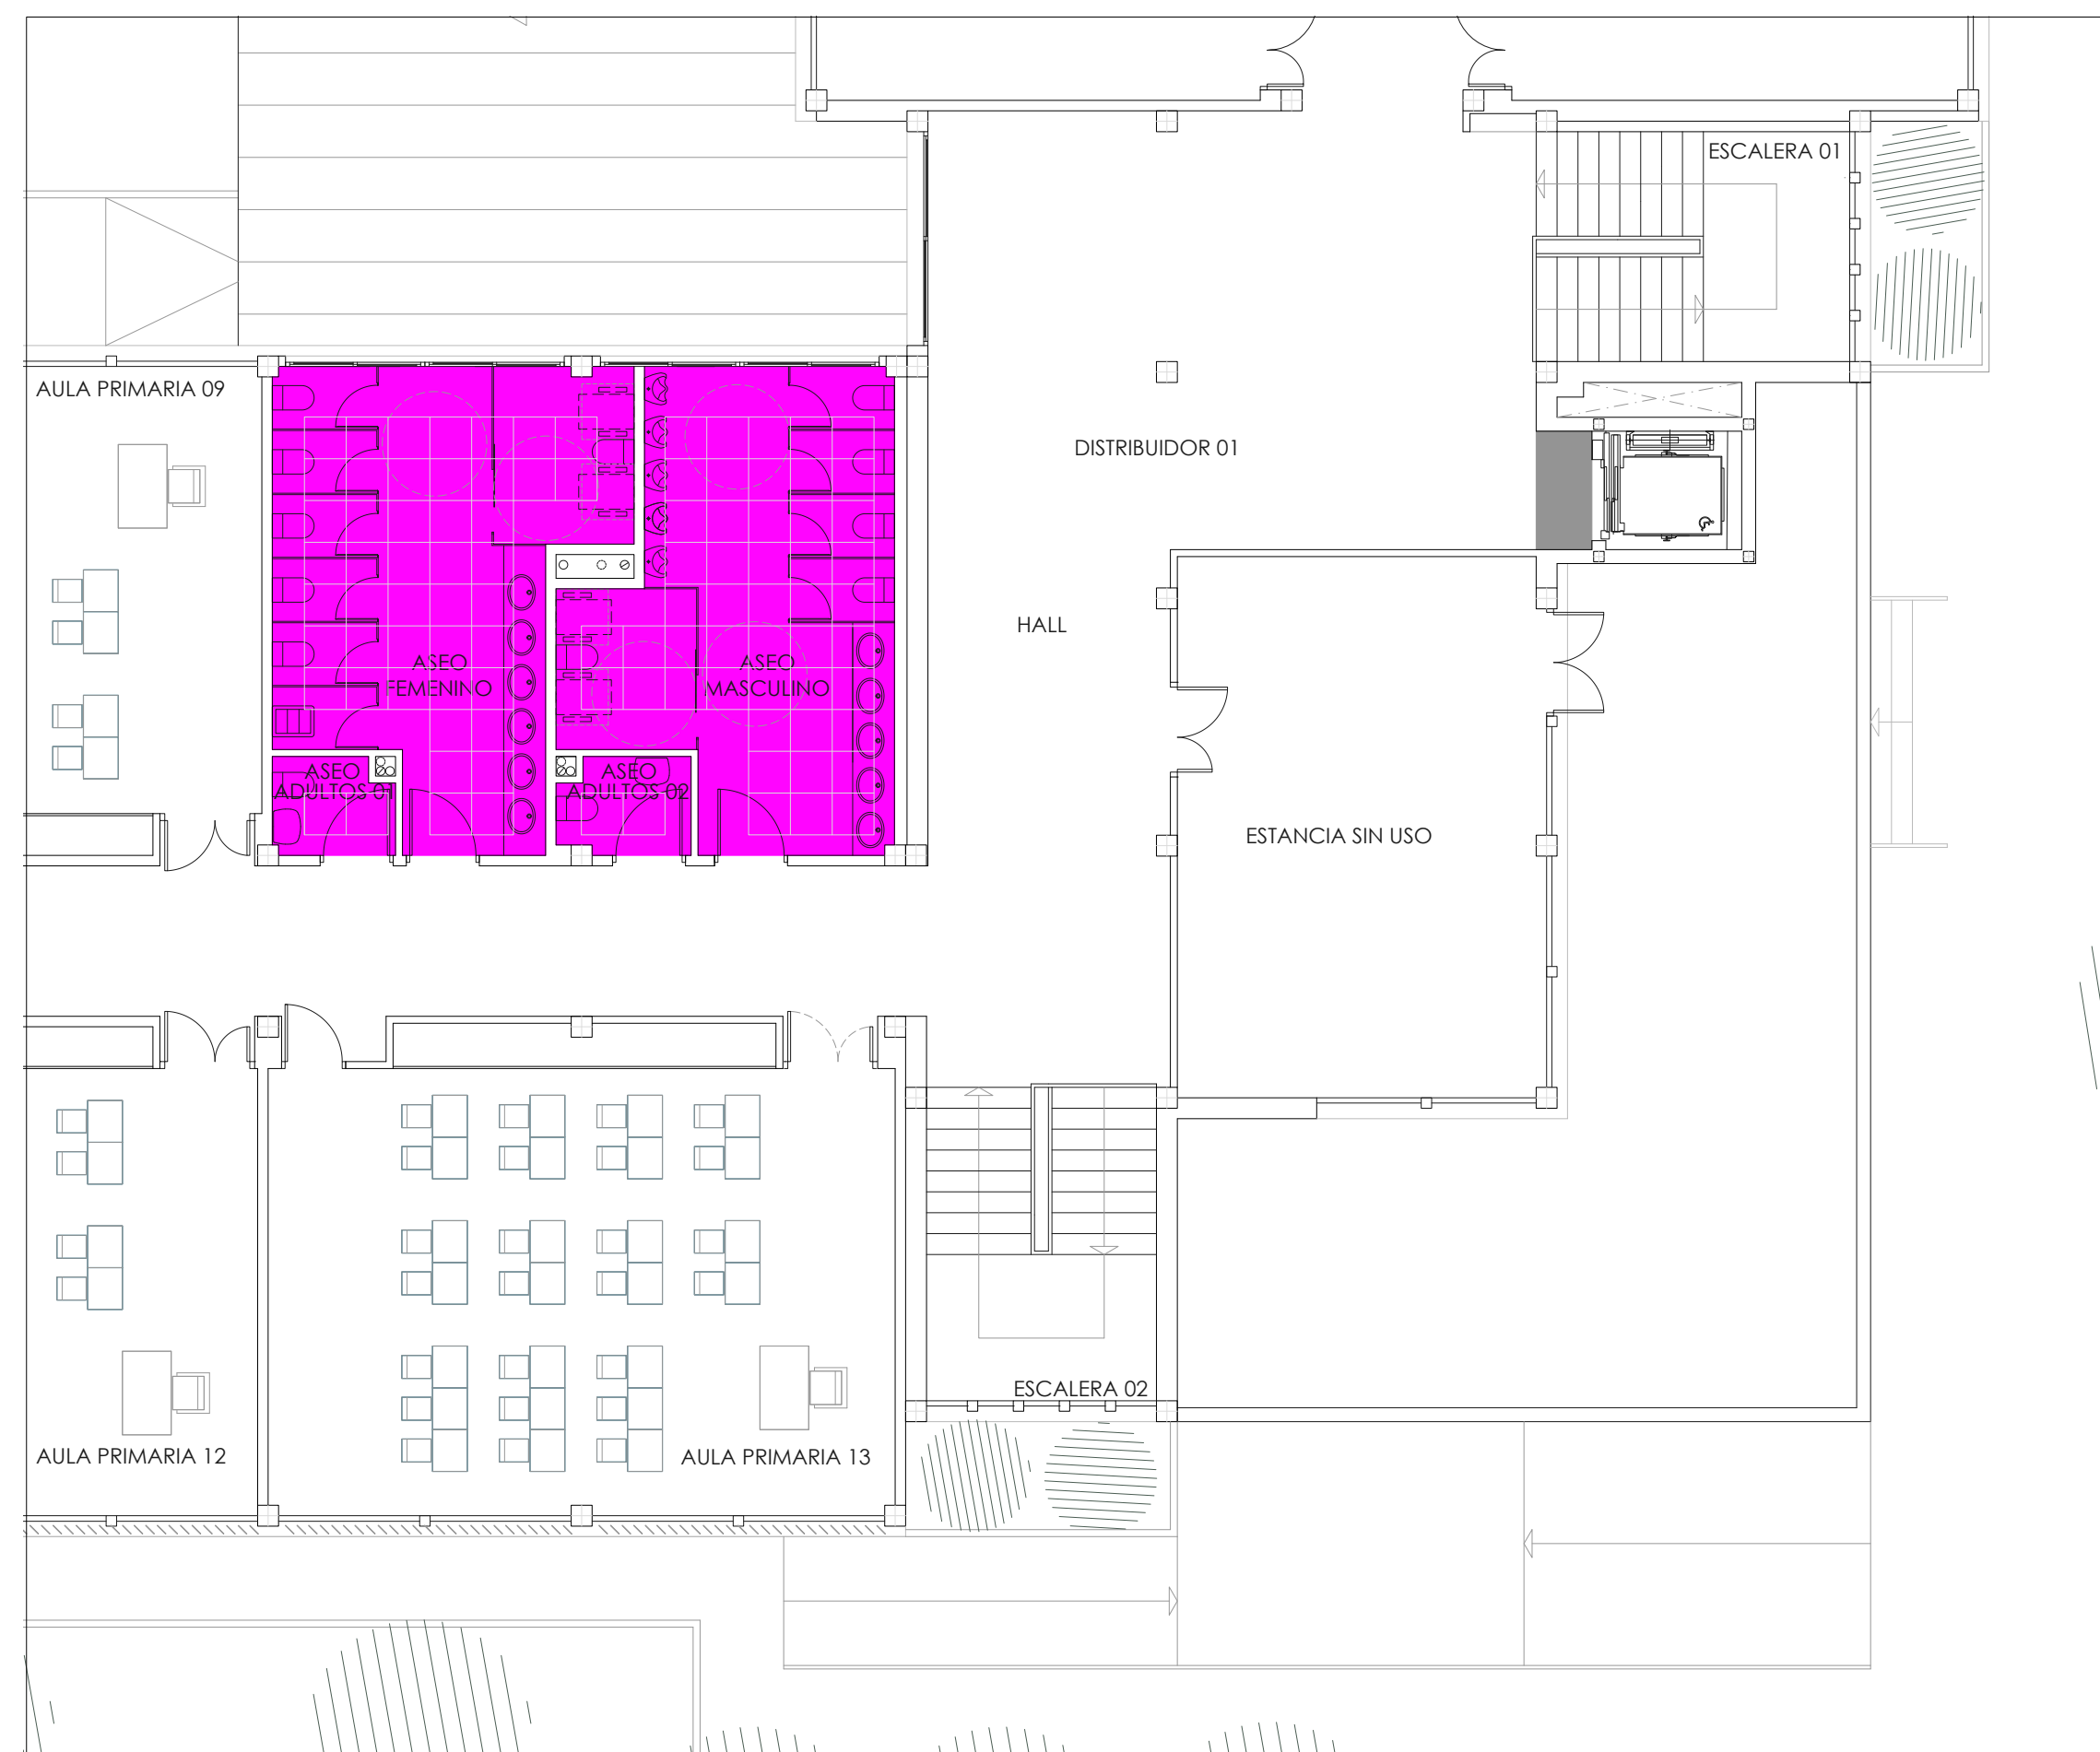 ESCALERA 01
AULA PRIMARIA 09
DISTRIBUIDOR 01
HALL
ASEO
FEMENINO
ASEO
MASCULINO
ASEO
ADULTOS 01
ASEO
ADULTOS 02
ESTANCIA SIN USO
ESCALERA 02
AULA PRIMARIA 12
AULA PRIMARIA 13